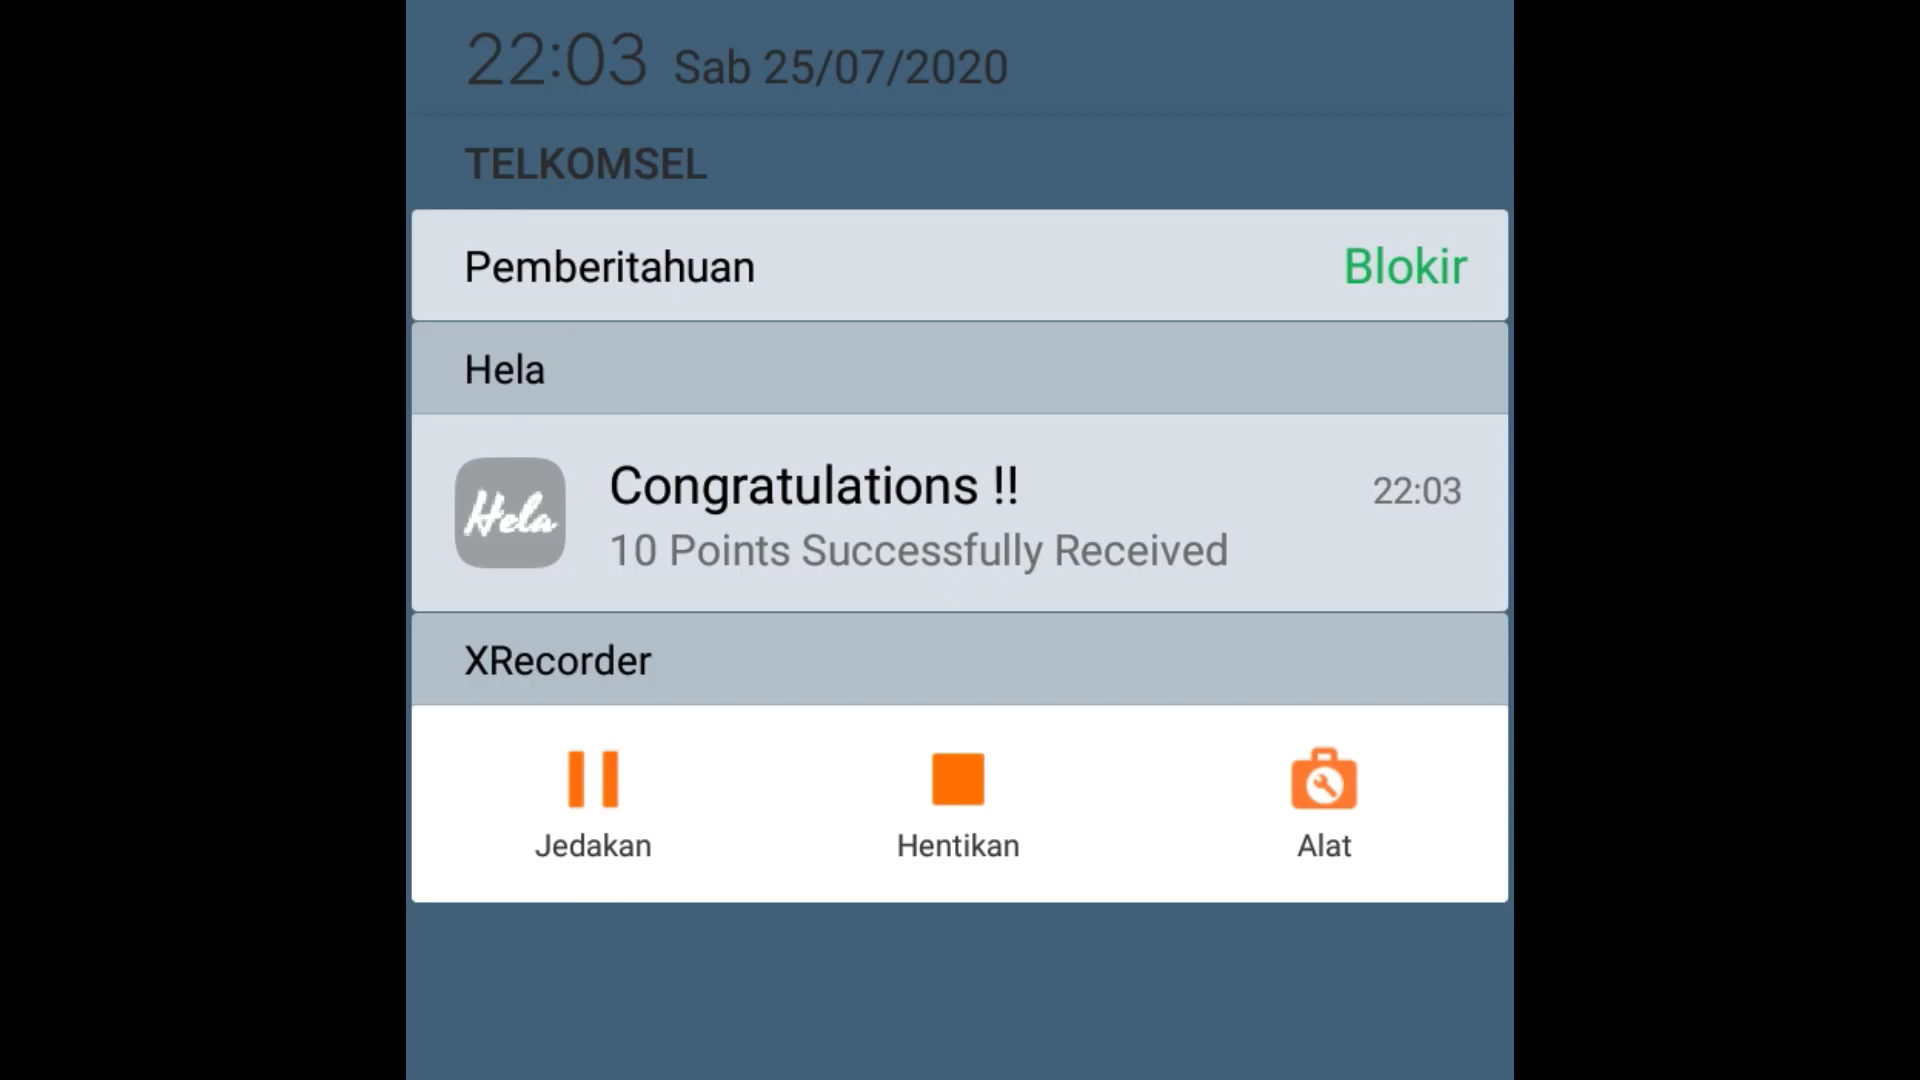 22:03 Sab 25/07/2020
TELKOMSEL
Pemberitahuan Blokir
Hela
Hela
Congratulations !! 22:03
10 Points Successfully Received
XRecorder
Jedakan Hentikan Alat